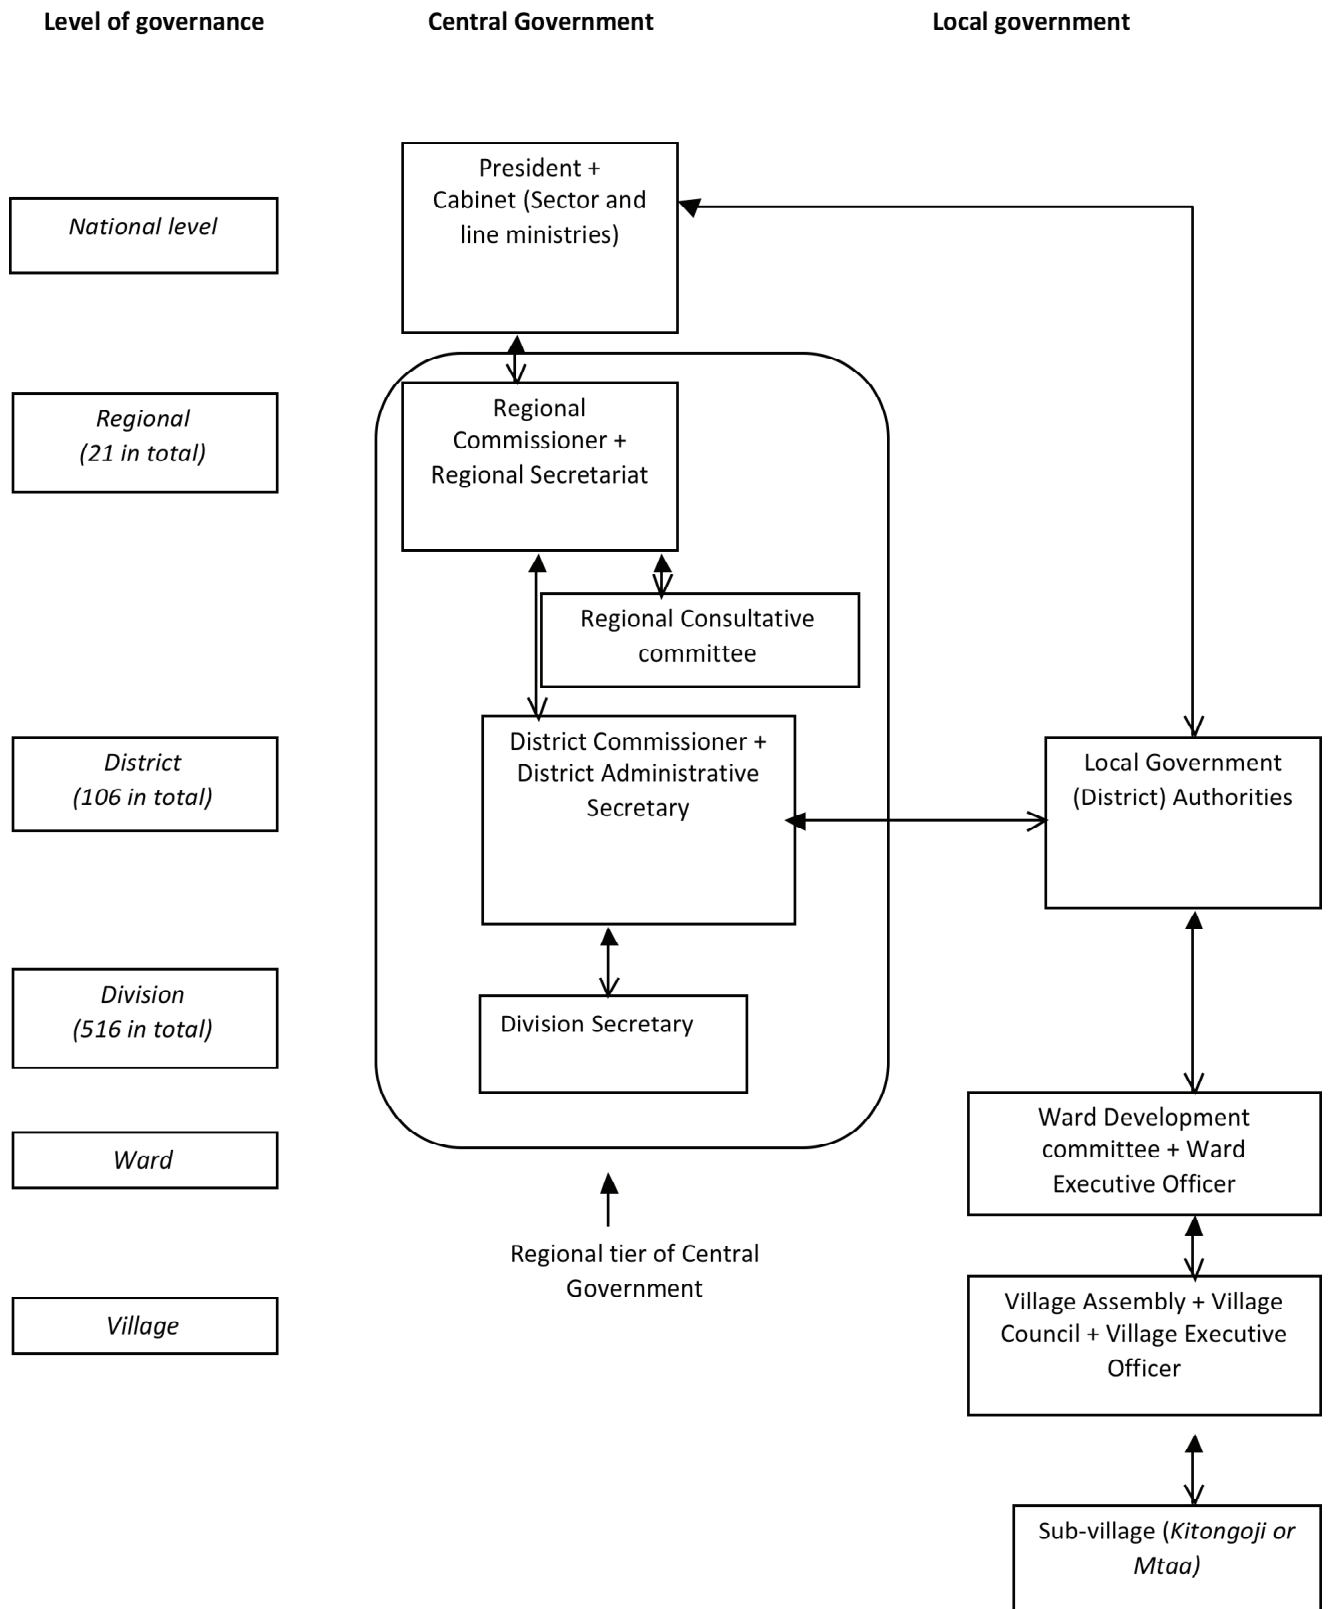 Level of governance
Central Government
Local government
National level
President +
Cabinet (Sector and
line ministries)
Regional
(21 in total)
Regional
Commissioner +
Regional Secretariat
Regional Consultative
committee
District
(106 in total)
District Commissioner +
District Administrative
Secretary
Local Government
(District) Authorities
Division
(516 in total)
Division Secretary
Ward
Ward Development
committee + Ward
Executive Officer
Regional tier of Central
Government
Village
Village Assembly + Village
Council + Village Executive
Officer
Sub-village (Kitongoji or
Mtaa)